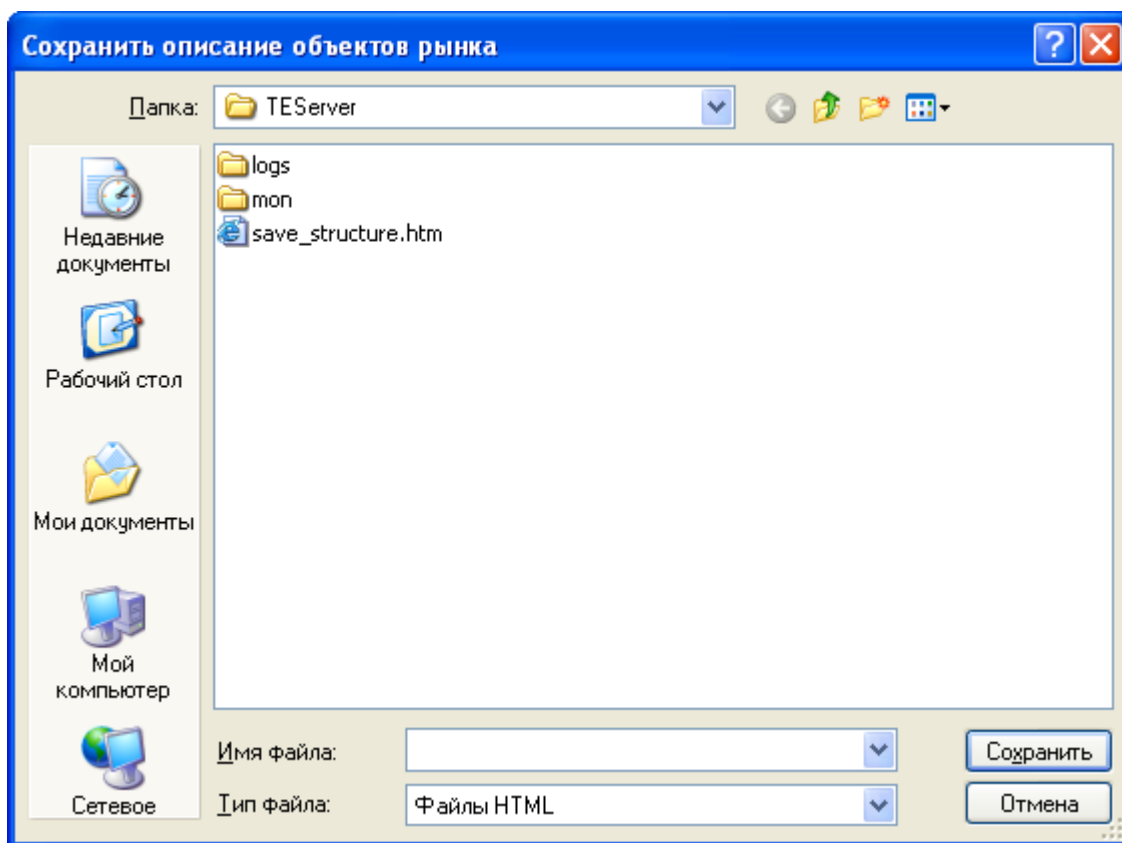 Сохранить описание объектов рынка
Папка:
TEServer
logs
mon
save_structure.htm
Недавние
документы
Рабочий стол
Мои документы
Мой
компьютер
Сетевое
Имя файла:
Сохранить
Тип файла:
Файлы HTML
Отмена